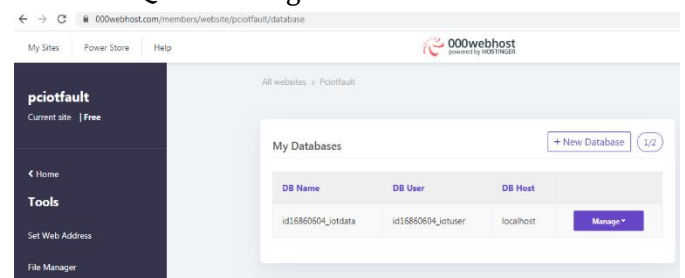 000webhost.com/members/website/pciotfault/database
My Sites Power Store Help
000webhost
powered by HOSTINGER
All websites > Pciotfault
pciotfault
Current site | Free
Home
Tools
Set Web Address
File Manager
My Databases
+ New Database 1/2
DB Name DB User DB Host
id16860604_iotdata id16860604_iotuser localhost Manage